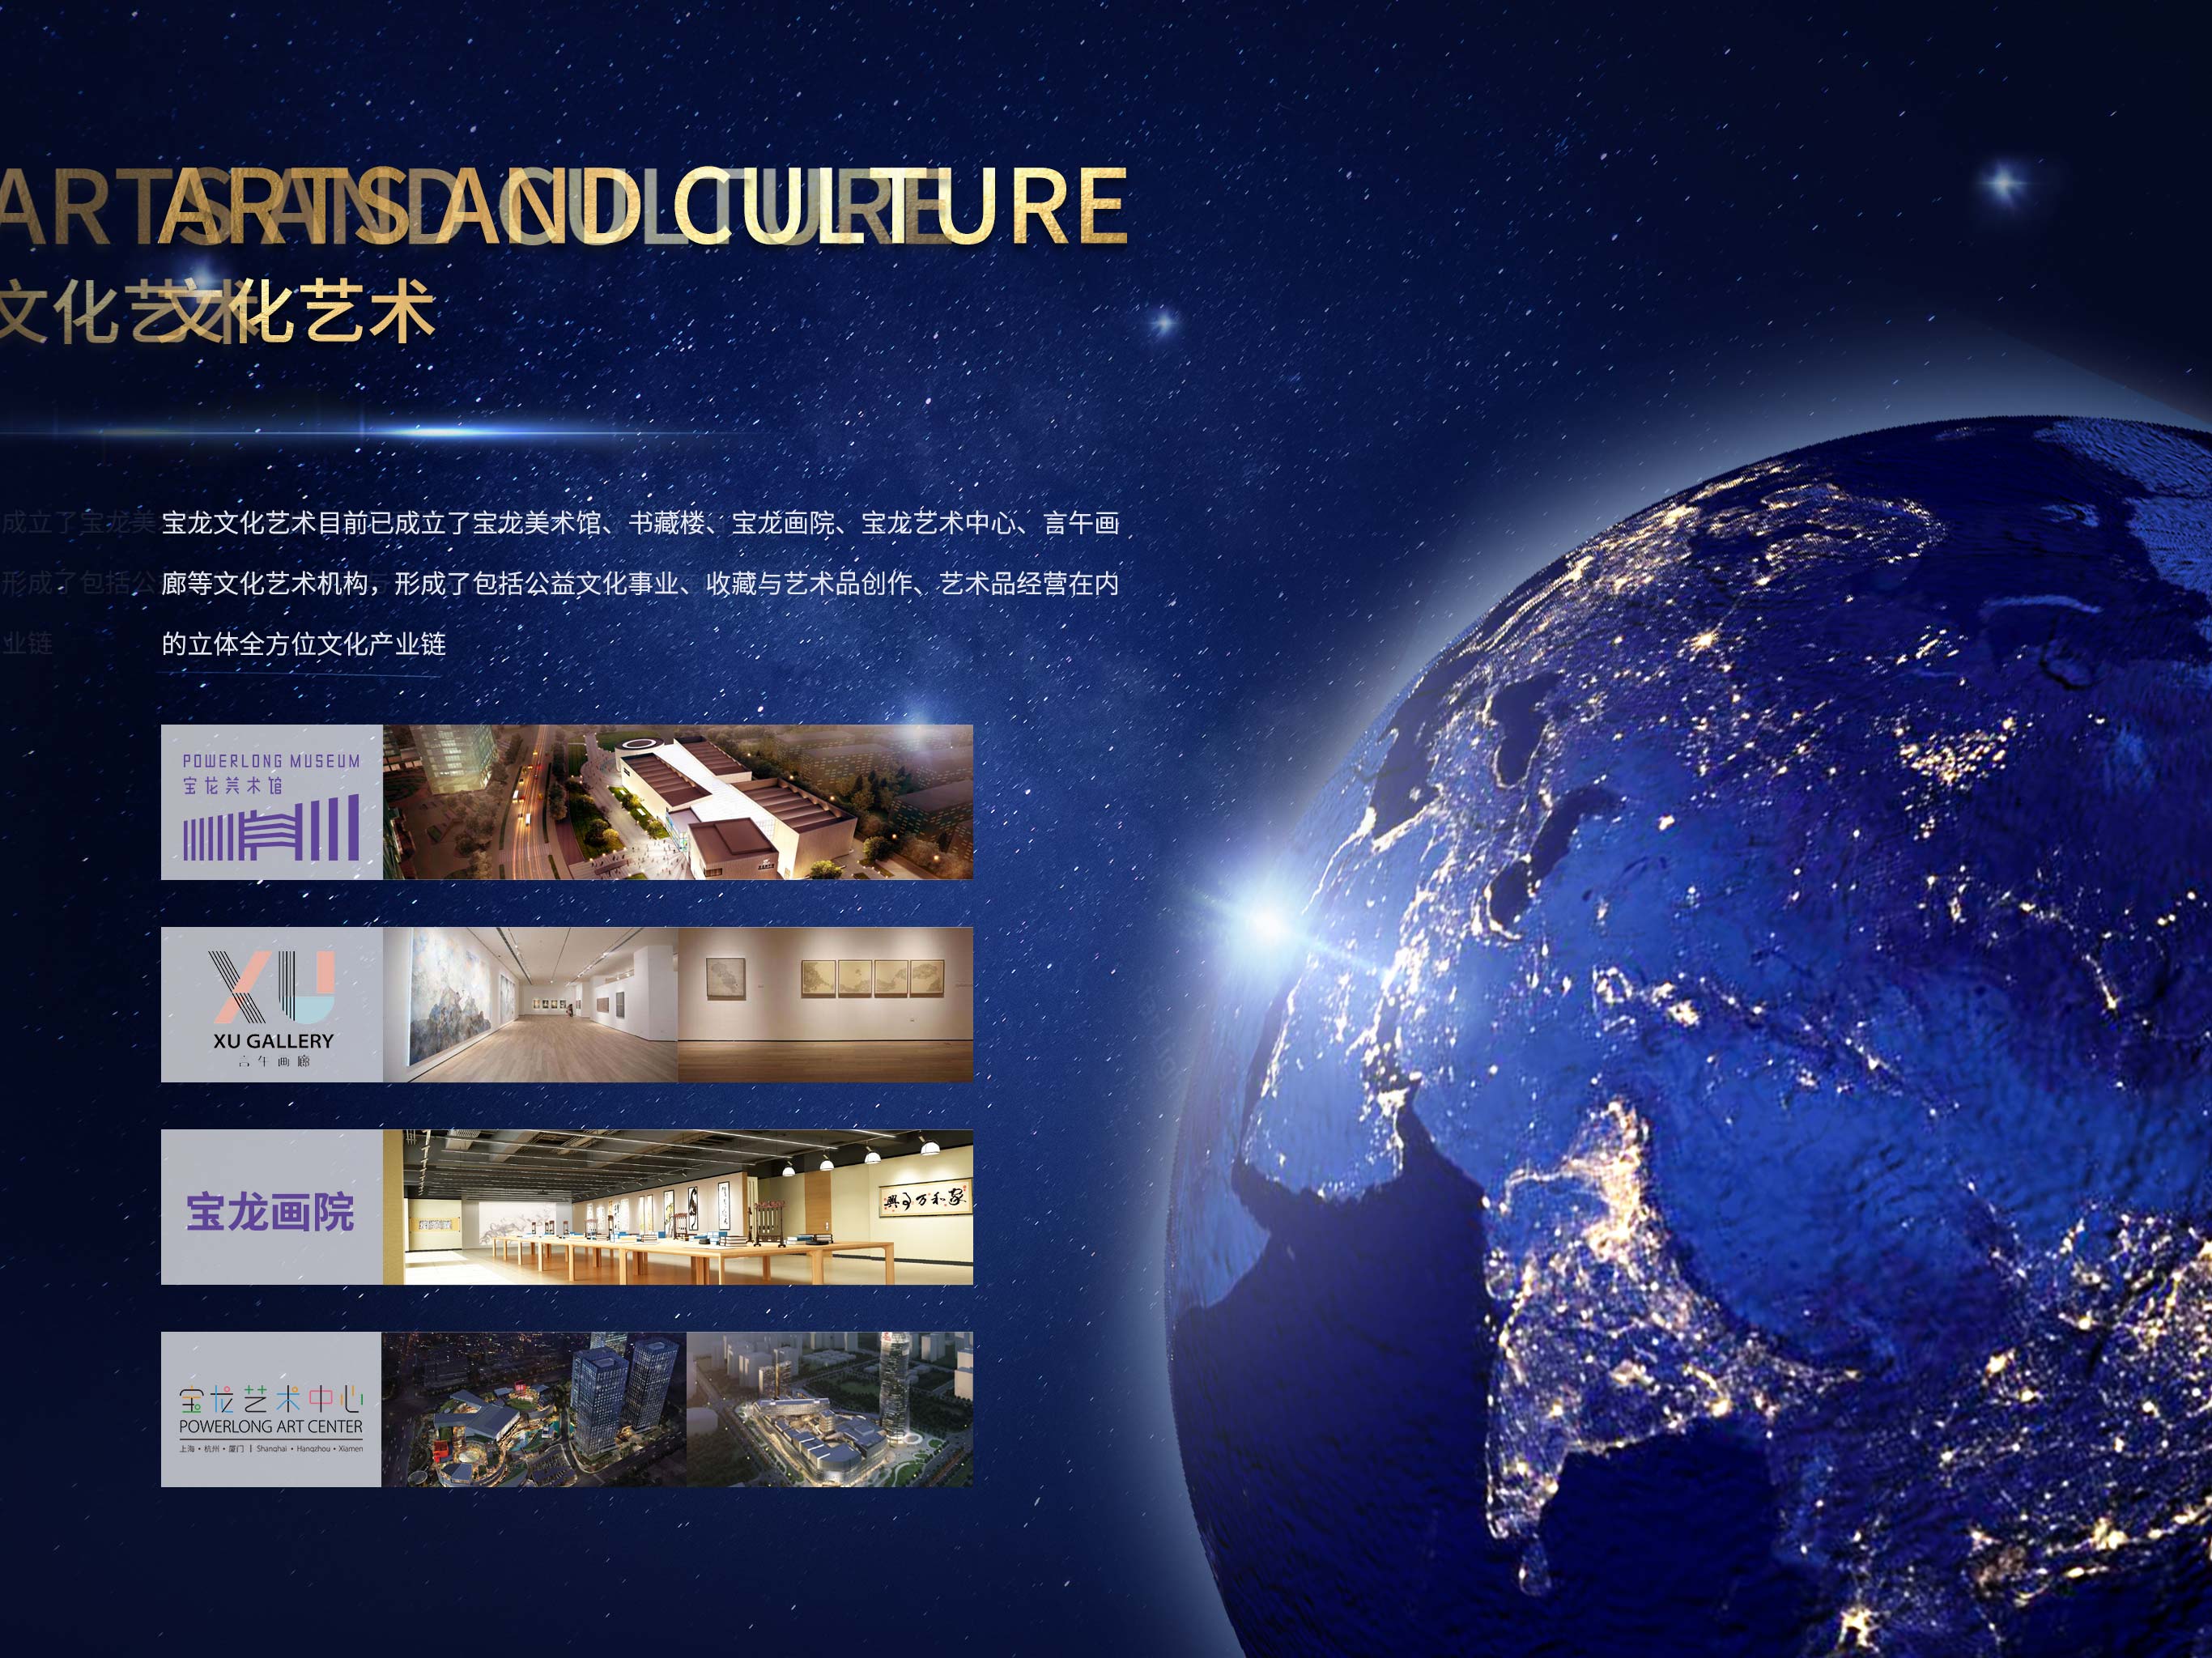 ARTS AND CULTURE
文化艺术
宝龙文化艺术目前已成立了宝龙美术馆、书藏楼、宝龙画院、宝龙艺术中心、言午画
廊等文化艺术机构，形成了包括公益文化事业、收藏与艺术品创作、艺术品经营在内
的立体全方位文化产业链
POWERLONG MUSEUM
宝龙美术馆
XU
XU GALLERY
言午画廊
宝龙画院
宝龙艺术中心
POWERLONG ART CENTER
上海·杭州·厦门 | Shanghai · Hangzhou · Xiamen